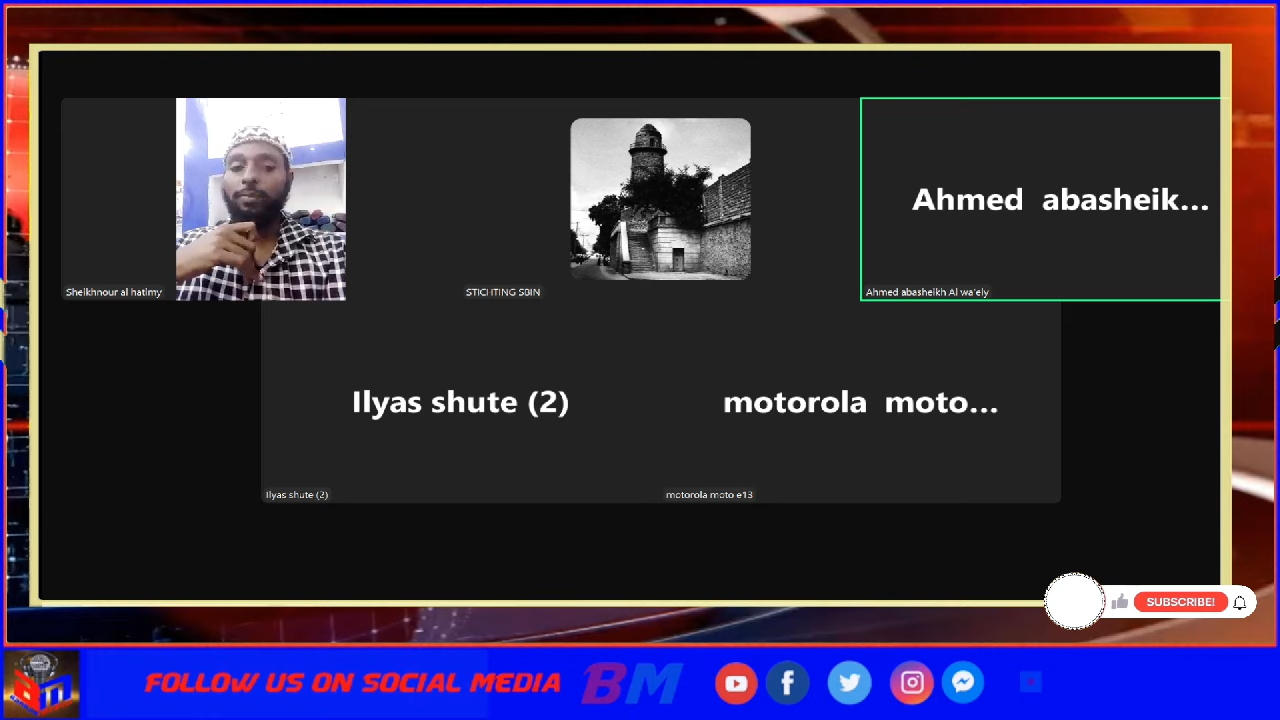 Ahmed abasheik...
Sheikhnour al hatimy
STICHTING SBIN
Ahmed abasheikh Al wa'ely
Ilyas shute (2)
motorola moto...
Ilyas shute (2)
motorola moto e13
SUBSCRIBE!
FOLLOW US ON SOCIAL MEDIA
BM